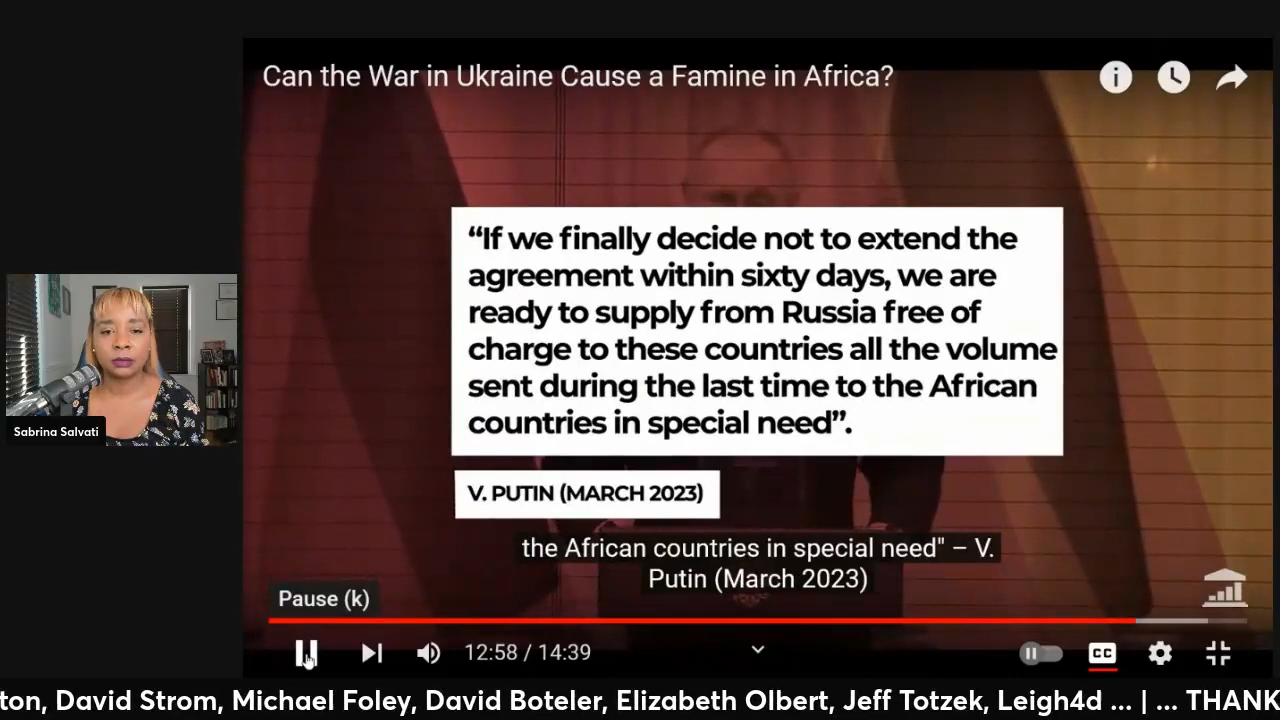 Can the War in Ukraine Cause a Famine in Africa?
“If we finally decide not to extend the
agreement within sixty days, we are
ready to supply from Russia free of
charge to these countries all the volume
sent during the last time to the African
countries in special need”.
V. PUTIN (MARCH 2023)
Sabrina Salvati
the African countries in special need" – V.
Putin (March 2023)
Pause (k)
12:58 / 14:39
CC
ton, David Strom, Michael Foley, David Boteler, Elizabeth Olbert, Jeff Totzek, Leigh4d ... | ... THANK